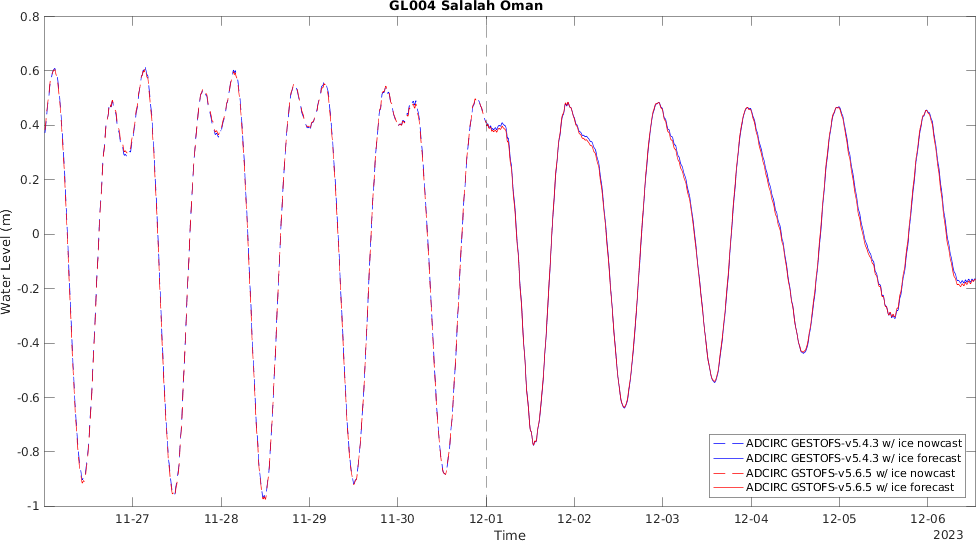 GL004 Salalah Oman
0.8
0.6
0.4
0.2
0
-0.2
-0.4
-0.6
-0.8
-1
Water Level (m)
ADCIRC GESTOFS-v5.4.3 w/ ice nowcast
ADCIRC GESTOFS-v5.4.3 w/ ice forecast
ADCIRC GSTOFS-v5.6.5 w/ ice nowcast
ADCIRC GSTOFS-v5.6.5 w/ ice forecast
11-27 11-28 11-29 11-30 12-01 12-02 12-03 12-04 12-05 12-06
Time
2023